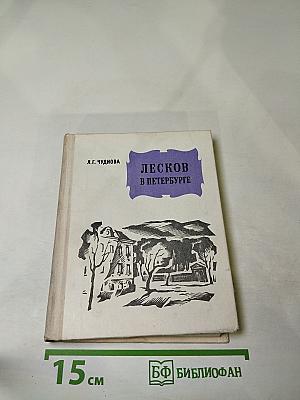 Л.Г. ЧУДНОВА
ЛЕСКОВ
В ПЕТЕРБУРГЕ
15 см
БФ БИБЛИОФАН